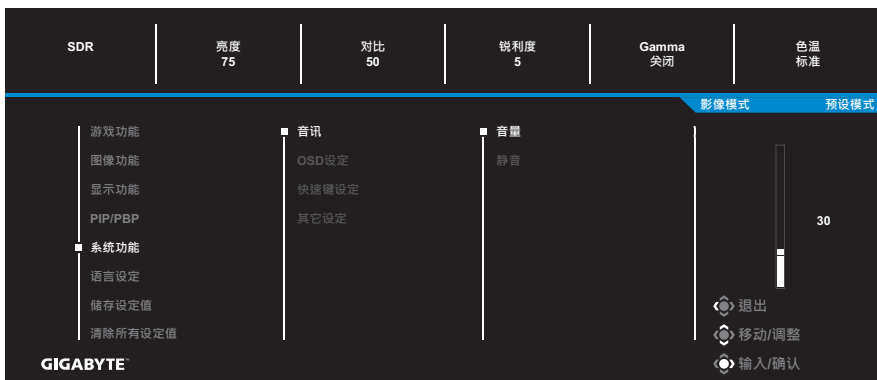 SDR
亮度
75
对比
50
锐利度
5
Gamma
关闭
色温
标准
影像模式
预设模式
游戏功能
图像功能
显示功能
PIP/PBP
系统功能
语言设定
储存设定值
清除所有设定值
音讯
OSD设定
快速键设定
其它设定
音量
静音
30
退出
移动/调整
输入/确认
GIGABYTE™